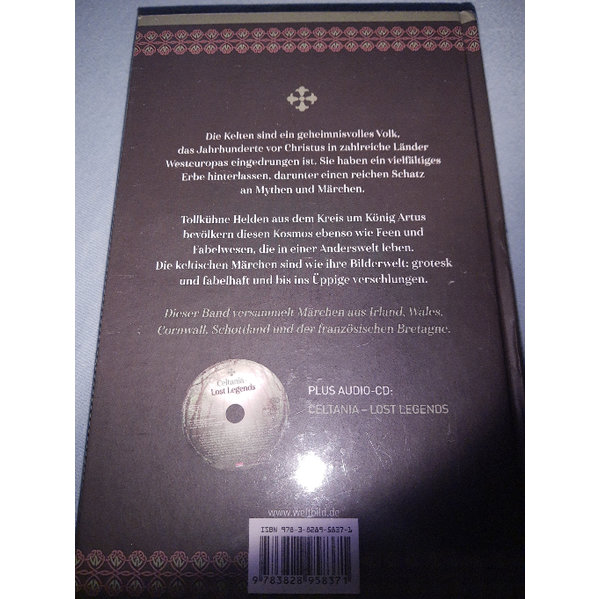 Die Kelten sind ein geheimnisvolles Volk,
das Jahrhunderte vor Christus in zahlreiche Länder
Westeuropas eingedrungen ist. Sie haben ein vielfältiges
Erbe hinterlassen, darunter einen reichen Schatz
an Mythen und Märchen.
Tollkühne Helden aus dem Kreis um König Artus
bevölkern diesen Kosmos ebenso wie Feen und
Fabelwesen, die in einer Anderswelt leben.
Die keltischen Märchen sind wie ihre Bilderwelt: grotesk
und fabelhaft und bis ins Üppige verschlungen.
Dieser Band versammelt Märchen aus Irland, Wales,
Cornwall, Schottland und der französischen Bretagne.
Celtania
Lost Legends
PLUS AUDIO-CD:
CELTANIA – LOST LEGENDS
www.weltbild.de
ISBN 978-3-8289-5837-1
9 783828 958371